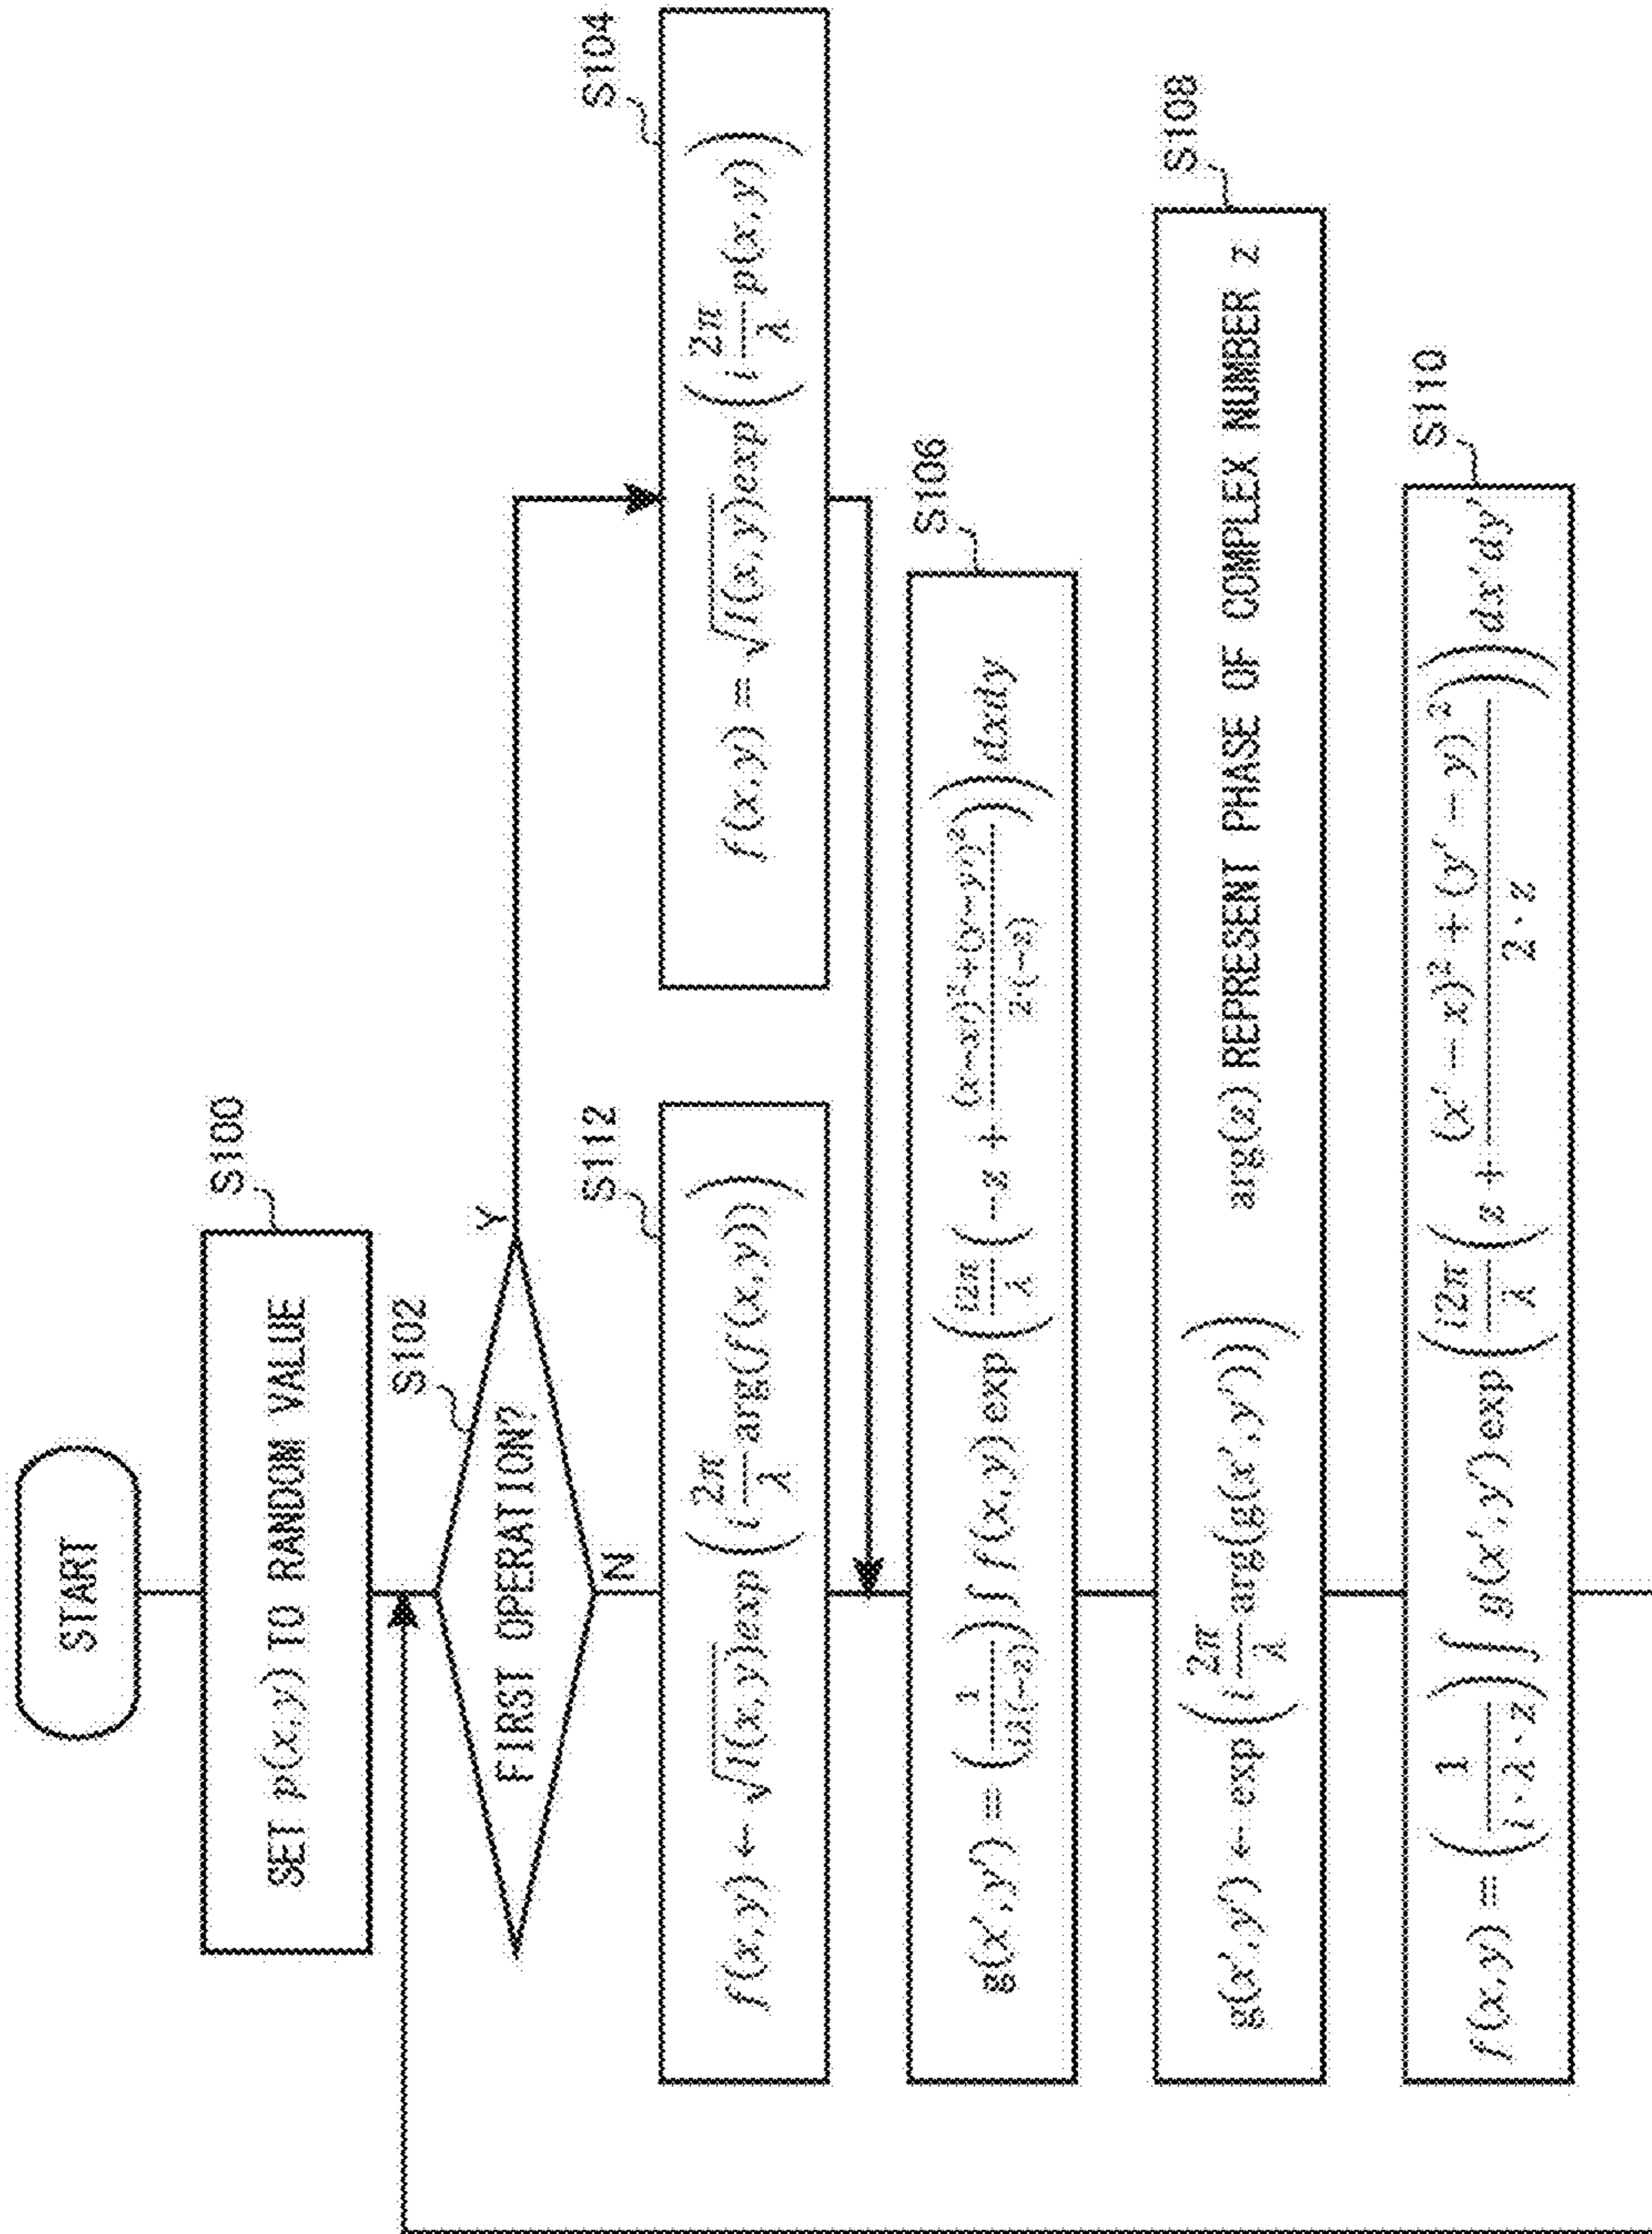 START
S100
SET p(x,y) TO RANDOM VALUE
S102
FIRST OPERATION?
Y
N
S104
f(x,y) = √I(x,y)exp(i 2π/λ p(x,y))
S112
f(x,y) ← √I(x,y)exp(i 2π/λ arg(f(x,y)))
S106
g(x′,y′) = (1/iλ(−z)) ∫∫ f(x,y) exp(i2π/λ (−z + (x−x′)²+(y−y′)²/2·(−z))) dxdy
S108
g(x′,y′) ← exp(i 2π/λ arg(g(x′,y′))) arg(z) REPRESENT PHASE OF COMPLEX NUMBER z
S110
f(x,y) = (1/i·λ·z) ∫∫ g(x′,y′) exp(i2π/λ (z + (x′−x)² + (y′−y)²/2·z)) dx′dy′